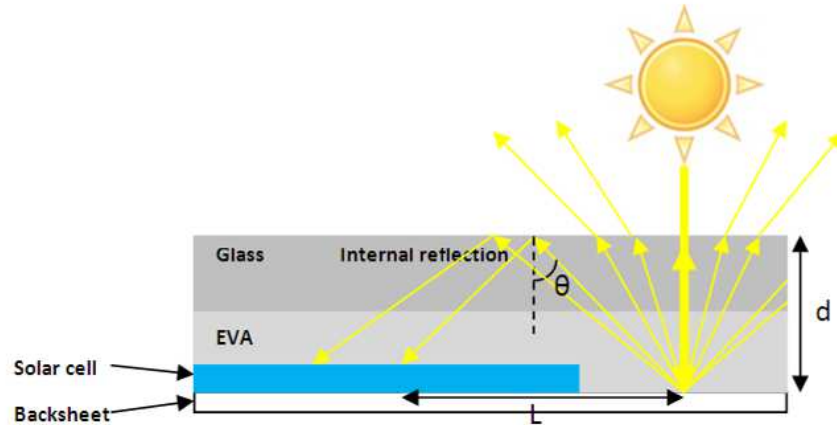 Glass
Internal reflection
θ
d
EVA
Solar cell
Backsheet
L